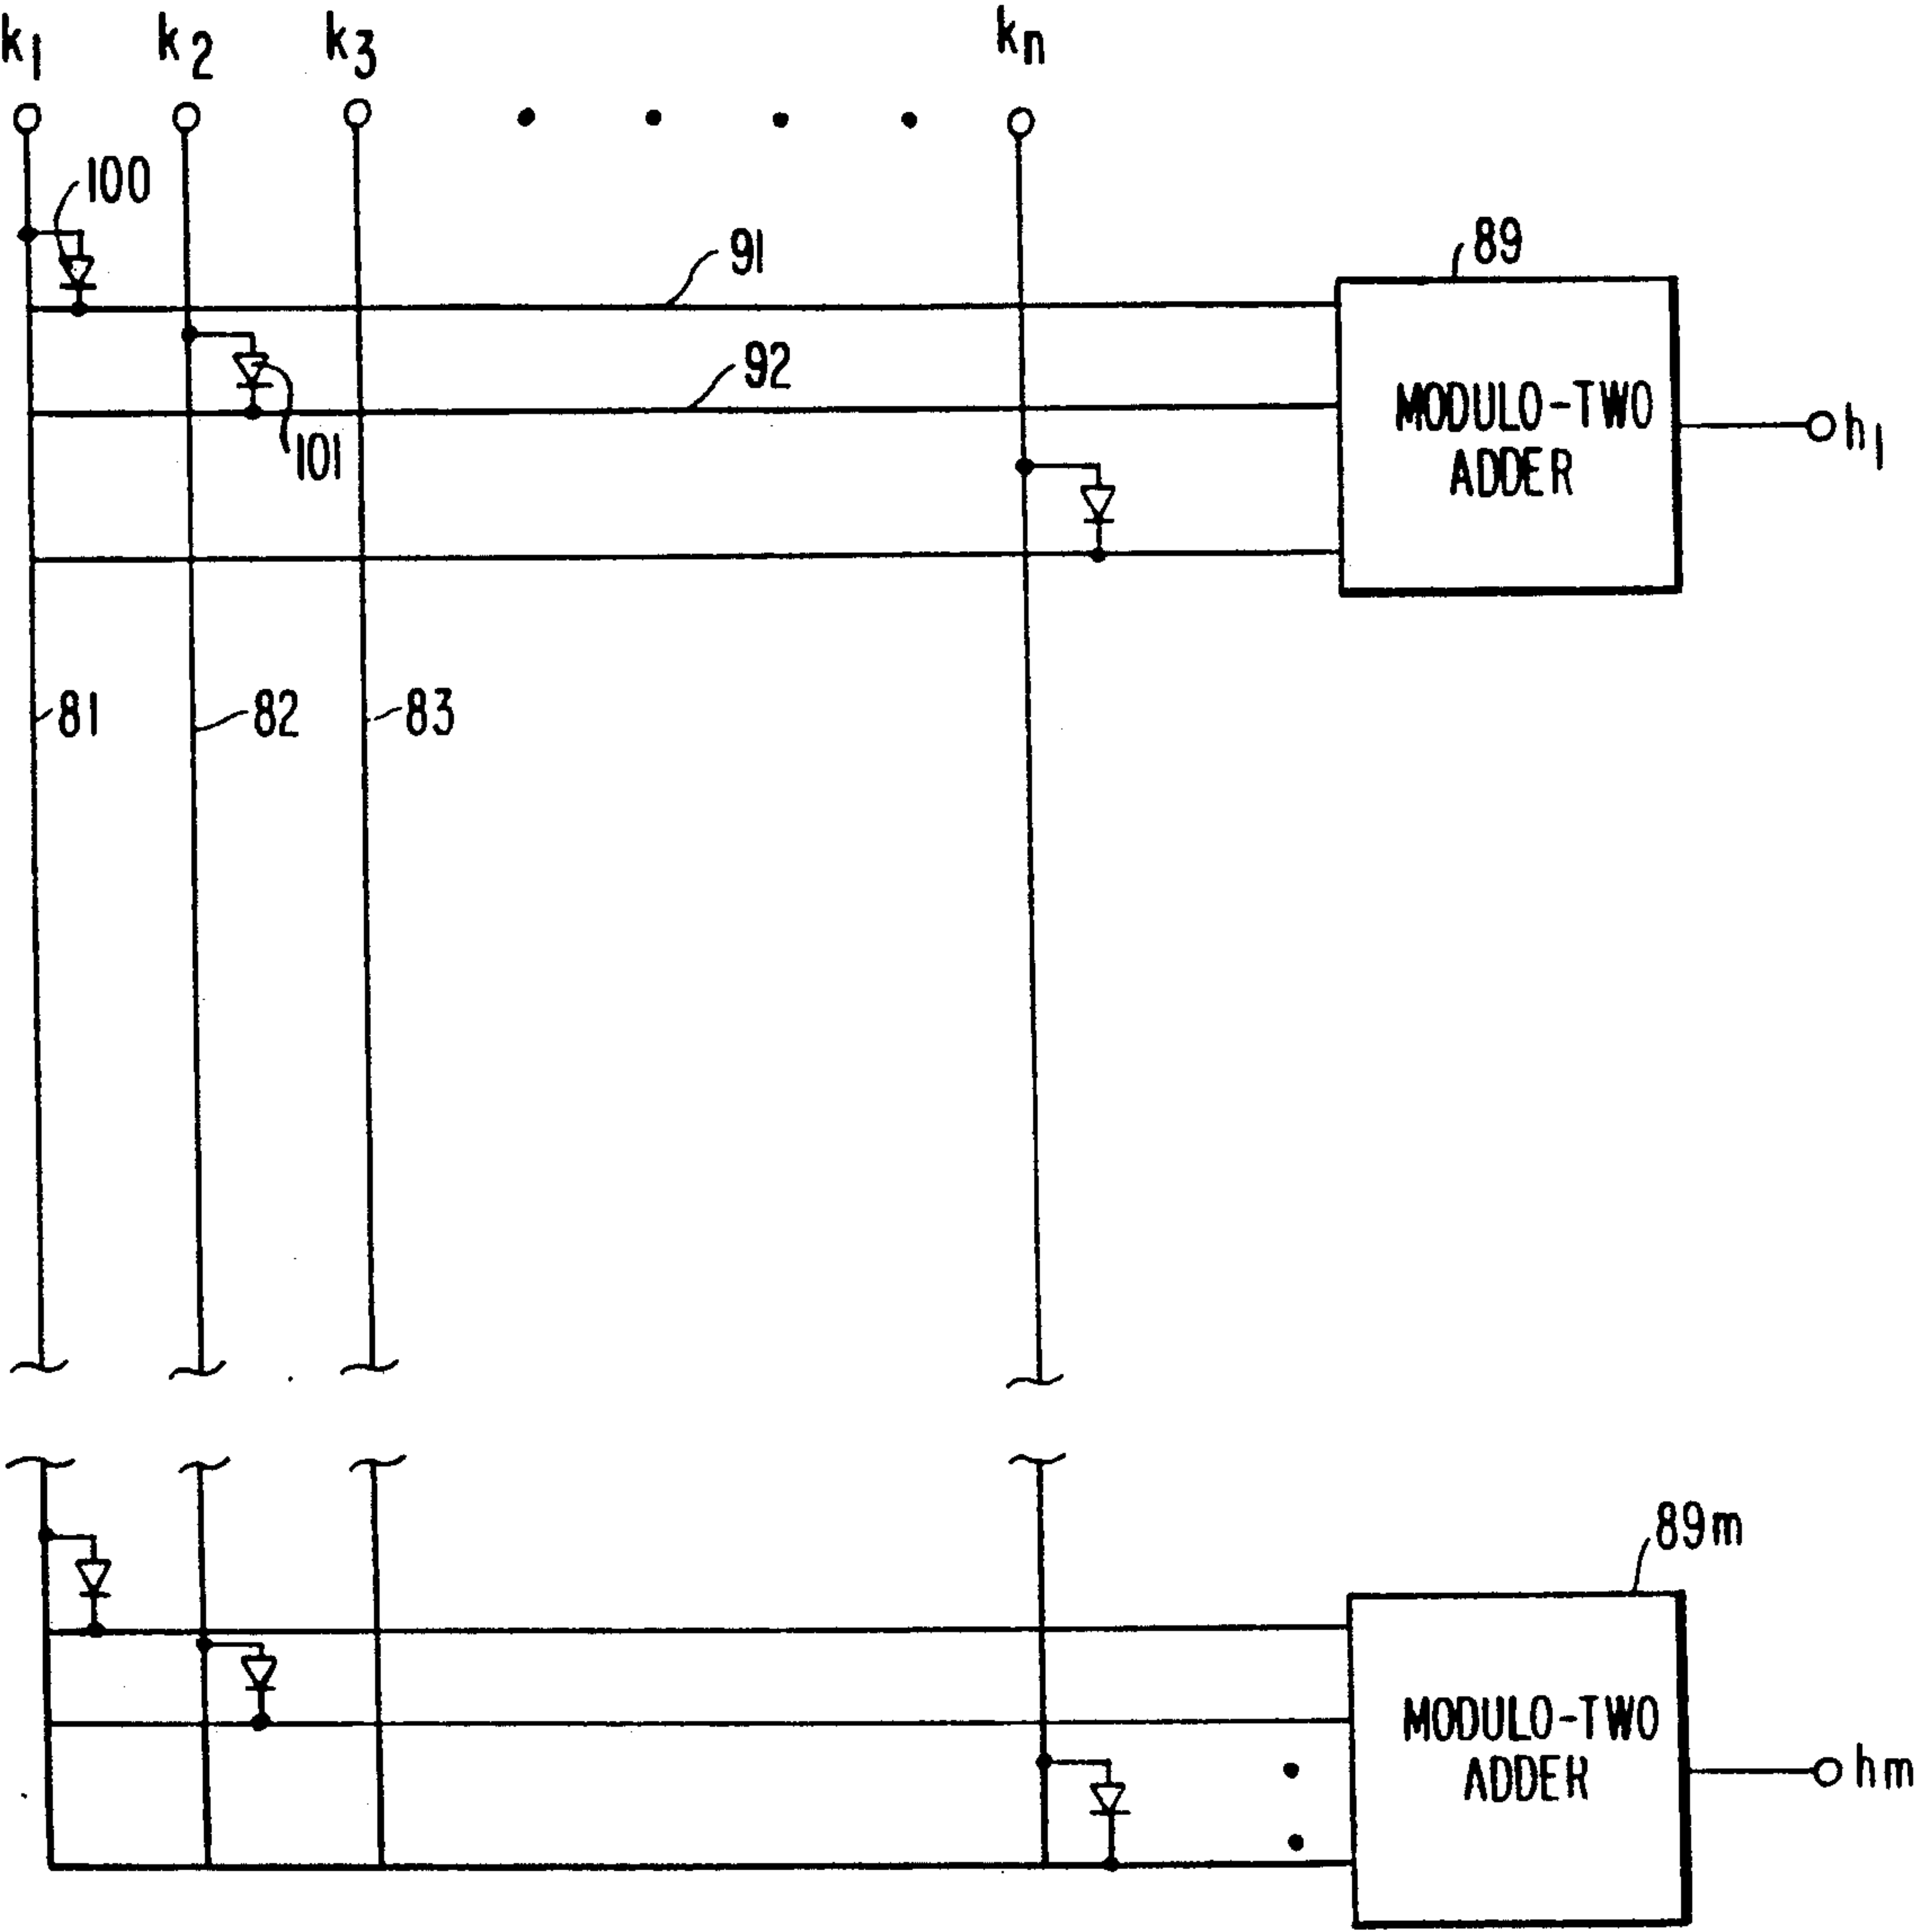 k1 k2 k3 kn
100
91
89
92
MODULO-TWO
ADDER
h1
101
81 82 83
89m
MODULO-TWO
ADDER
hm